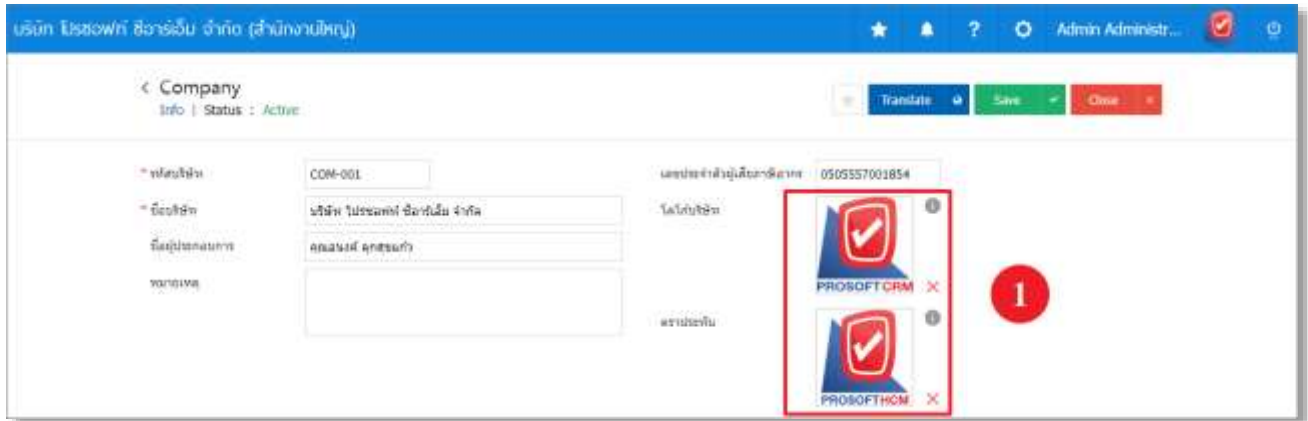 บริษัท โปรซอฟท์ ซีอาร์เอ็ม จำกัด (สำนักงานใหญ่)
? Admin Administr...
< Company
Info | Status : Active
Translate Save Close
* รหัสบริษัท COM-001 เลขประจำตัวผู้เสียภาษีอากร 0505557001854
* ชื่อบริษัท บริษัท โปรซอฟท์ ซีอาร์เอ็ม จำกัด โลโก้บริษัท
ชื่อผู้ประกอบการ
หมายเหตุ
PROSOFT CRM
1
ตราประทับ
PROSOFT HCM